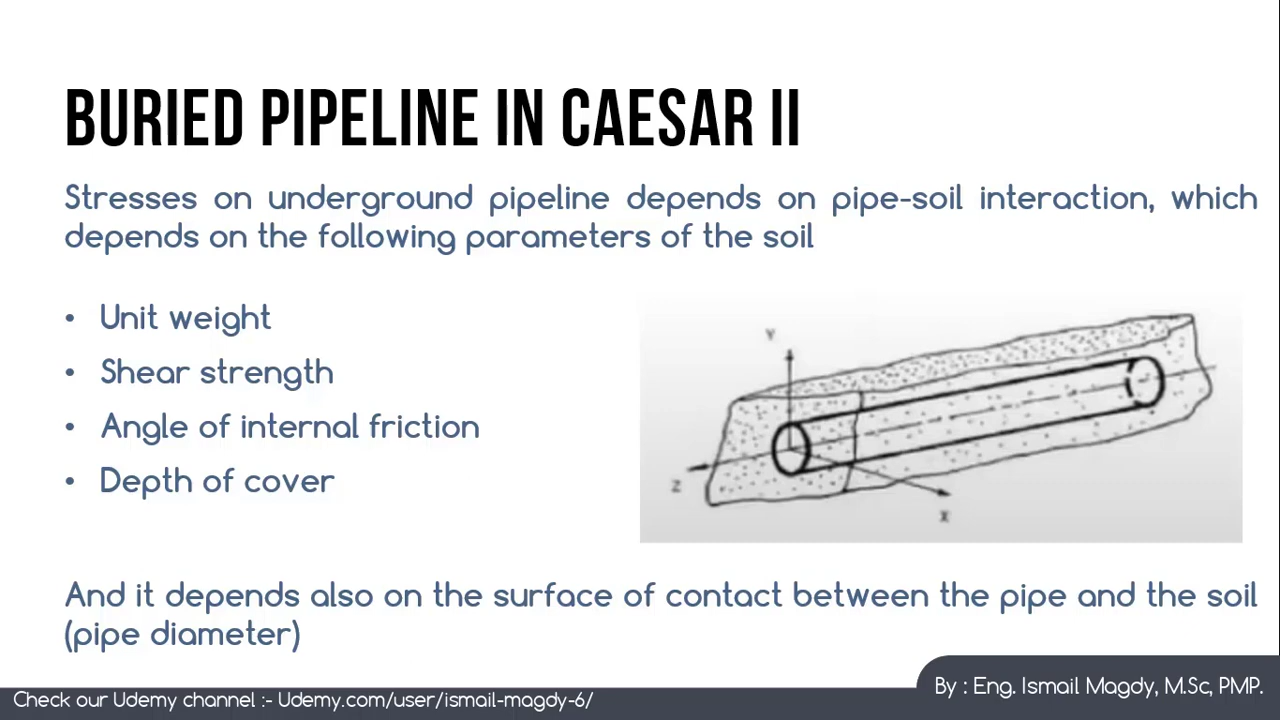 BURIED PIPELINE IN CAESAR II
Stresses on underground pipeline depends on pipe-soil interaction, which
depends on the following parameters of the soil
• Unit weight
• Shear strength
• Angle of internal friction
• Depth of cover
Y
Z
X
And it depends also on the surface of contact between the pipe and the soil
(pipe diameter)
By : Eng. Ismail Magdy, M.Sc, PMP.
Check our Udemy channel :- Udemy.com/user/ismail-magdy-6/